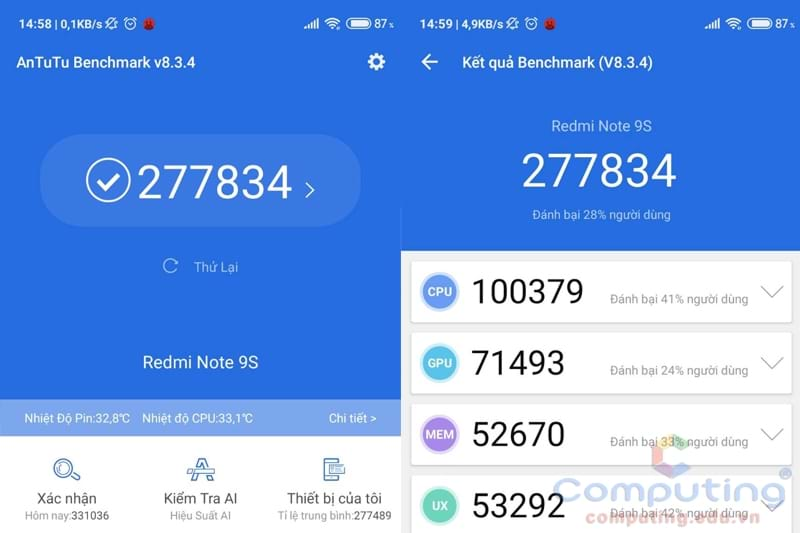 14:58 | 0,1KB/s
87%
AnTuTu Benchmark v8.3.4
277834
Thử Lại
Redmi Note 9S
Nhiệt Độ Pin:32,8℃ Nhiệt độ CPU:33,1℃ Chi tiết >
Xác nhận
Hôm nay:331036
Kiểm Tra AI
Hiệu Suất AI
Thiết bị của tôi
Tỉ lệ trung bình:277489
14:59 | 4,9KB/s
87%
Kết quả Benchmark (V8.3.4)
Redmi Note 9S
277834
Đánh bại 28% người dùng
CPU 100379 Đánh bại 41% người dùng
GPU 71493 Đánh bại 24% người dùng
MEM 52670 Đánh bại 33% người dùng
UX 53292 Đánh bại 42% người dùng
Computing®
computing.edu.vn